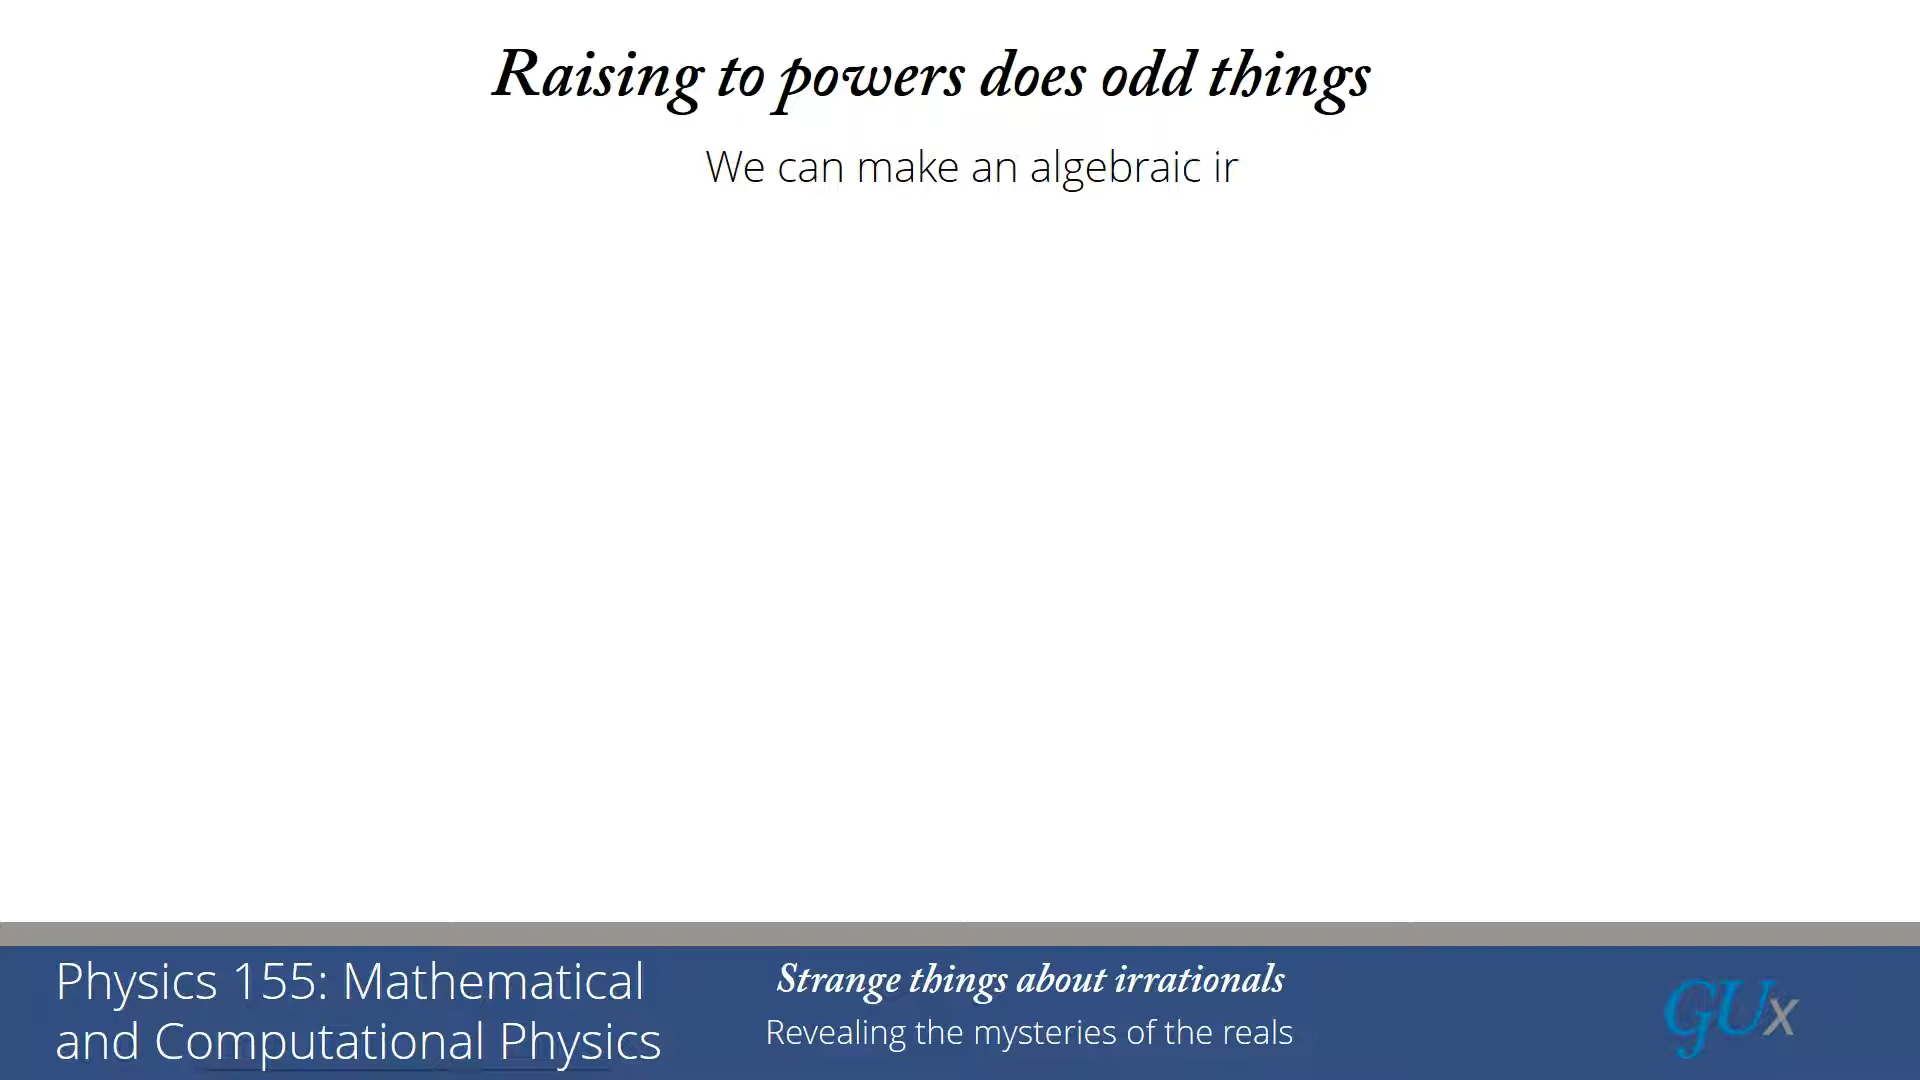 Raising to powers does odd things
We can make an algebraic ir
Physics 155: Mathematical
and Computational Physics
Strange things about irrationals
Revealing the mysteries of the reals
GUx